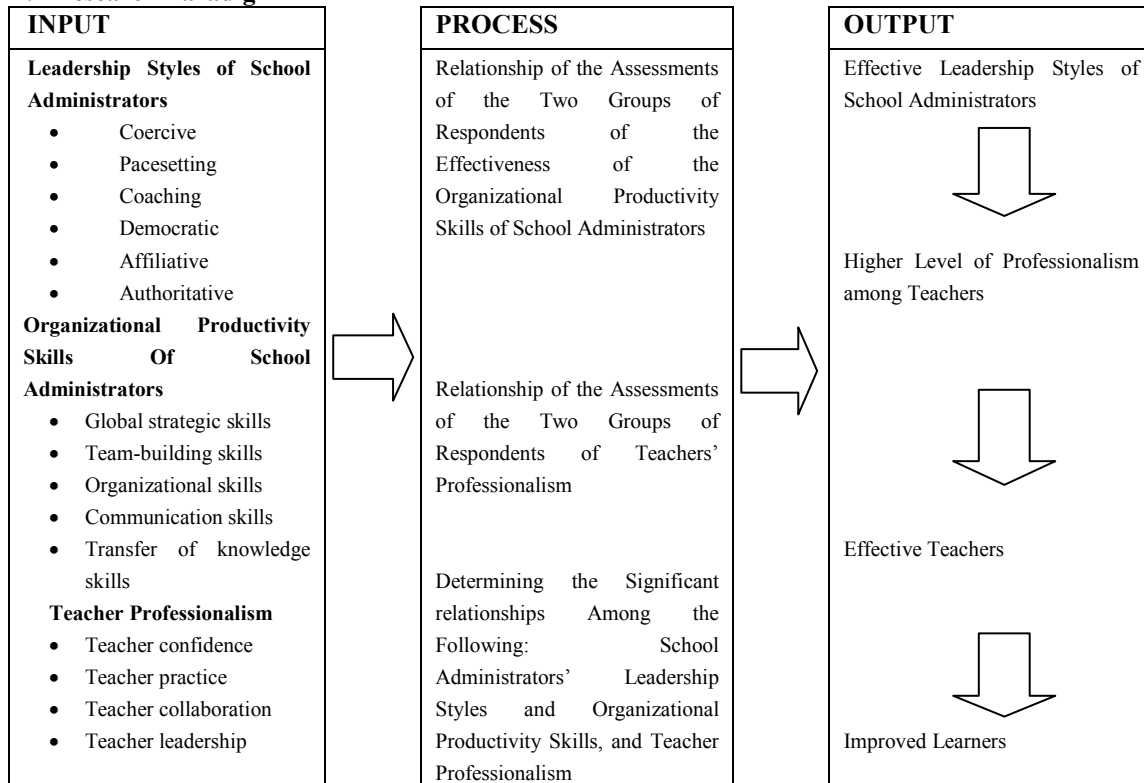 INPUT
Leadership Styles of School
Administrators
• Coercive
• Pacesetting
• Coaching
• Democratic
• Affiliative
• Authoritative
Organizational Productivity
Skills Of School
Administrators
• Global strategic skills
• Team-building skills
• Organizational skills
• Communication skills
• Transfer of knowledge
skills
Teacher Professionalism
• Teacher confidence
• Teacher practice
• Teacher collaboration
• Teacher leadership
PROCESS
Relationship of the Assessments
of the Two Groups of
Respondents of the
Effectiveness of the
Organizational Productivity
Skills of School Administrators
Relationship of the Assessments
of the Two Groups of
Respondents of Teachers’
Professionalism
Determining the Significant
relationships Among the
Following: School
Administrators’ Leadership
Styles and Organizational
Productivity Skills, and Teacher
Professionalism
OUTPUT
Effective Leadership Styles of
School Administrators
Higher Level of Professionalism
among Teachers
Effective Teachers
Improved Learners